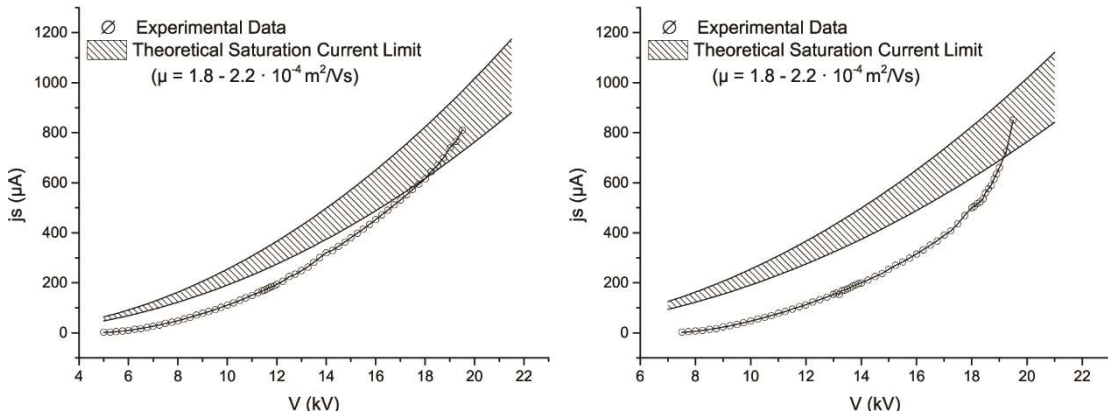 1200
1000
800
600
400
200
0
js (μA)
Experimental Data
Theoretical Saturation Current Limit
(μ = 1.8 - 2.2 · 10⁻⁴ m²/Vs)
4 6 8 10 12 14 16 18 20 22
V (kV)
1200
1000
800
600
400
200
0
js (μA)
Experimental Data
Theoretical Saturation Current Limit
(μ = 1.8 - 2.2 · 10⁻⁴ m²/Vs)
6 8 10 12 14 16 18 20 22
V (kV)